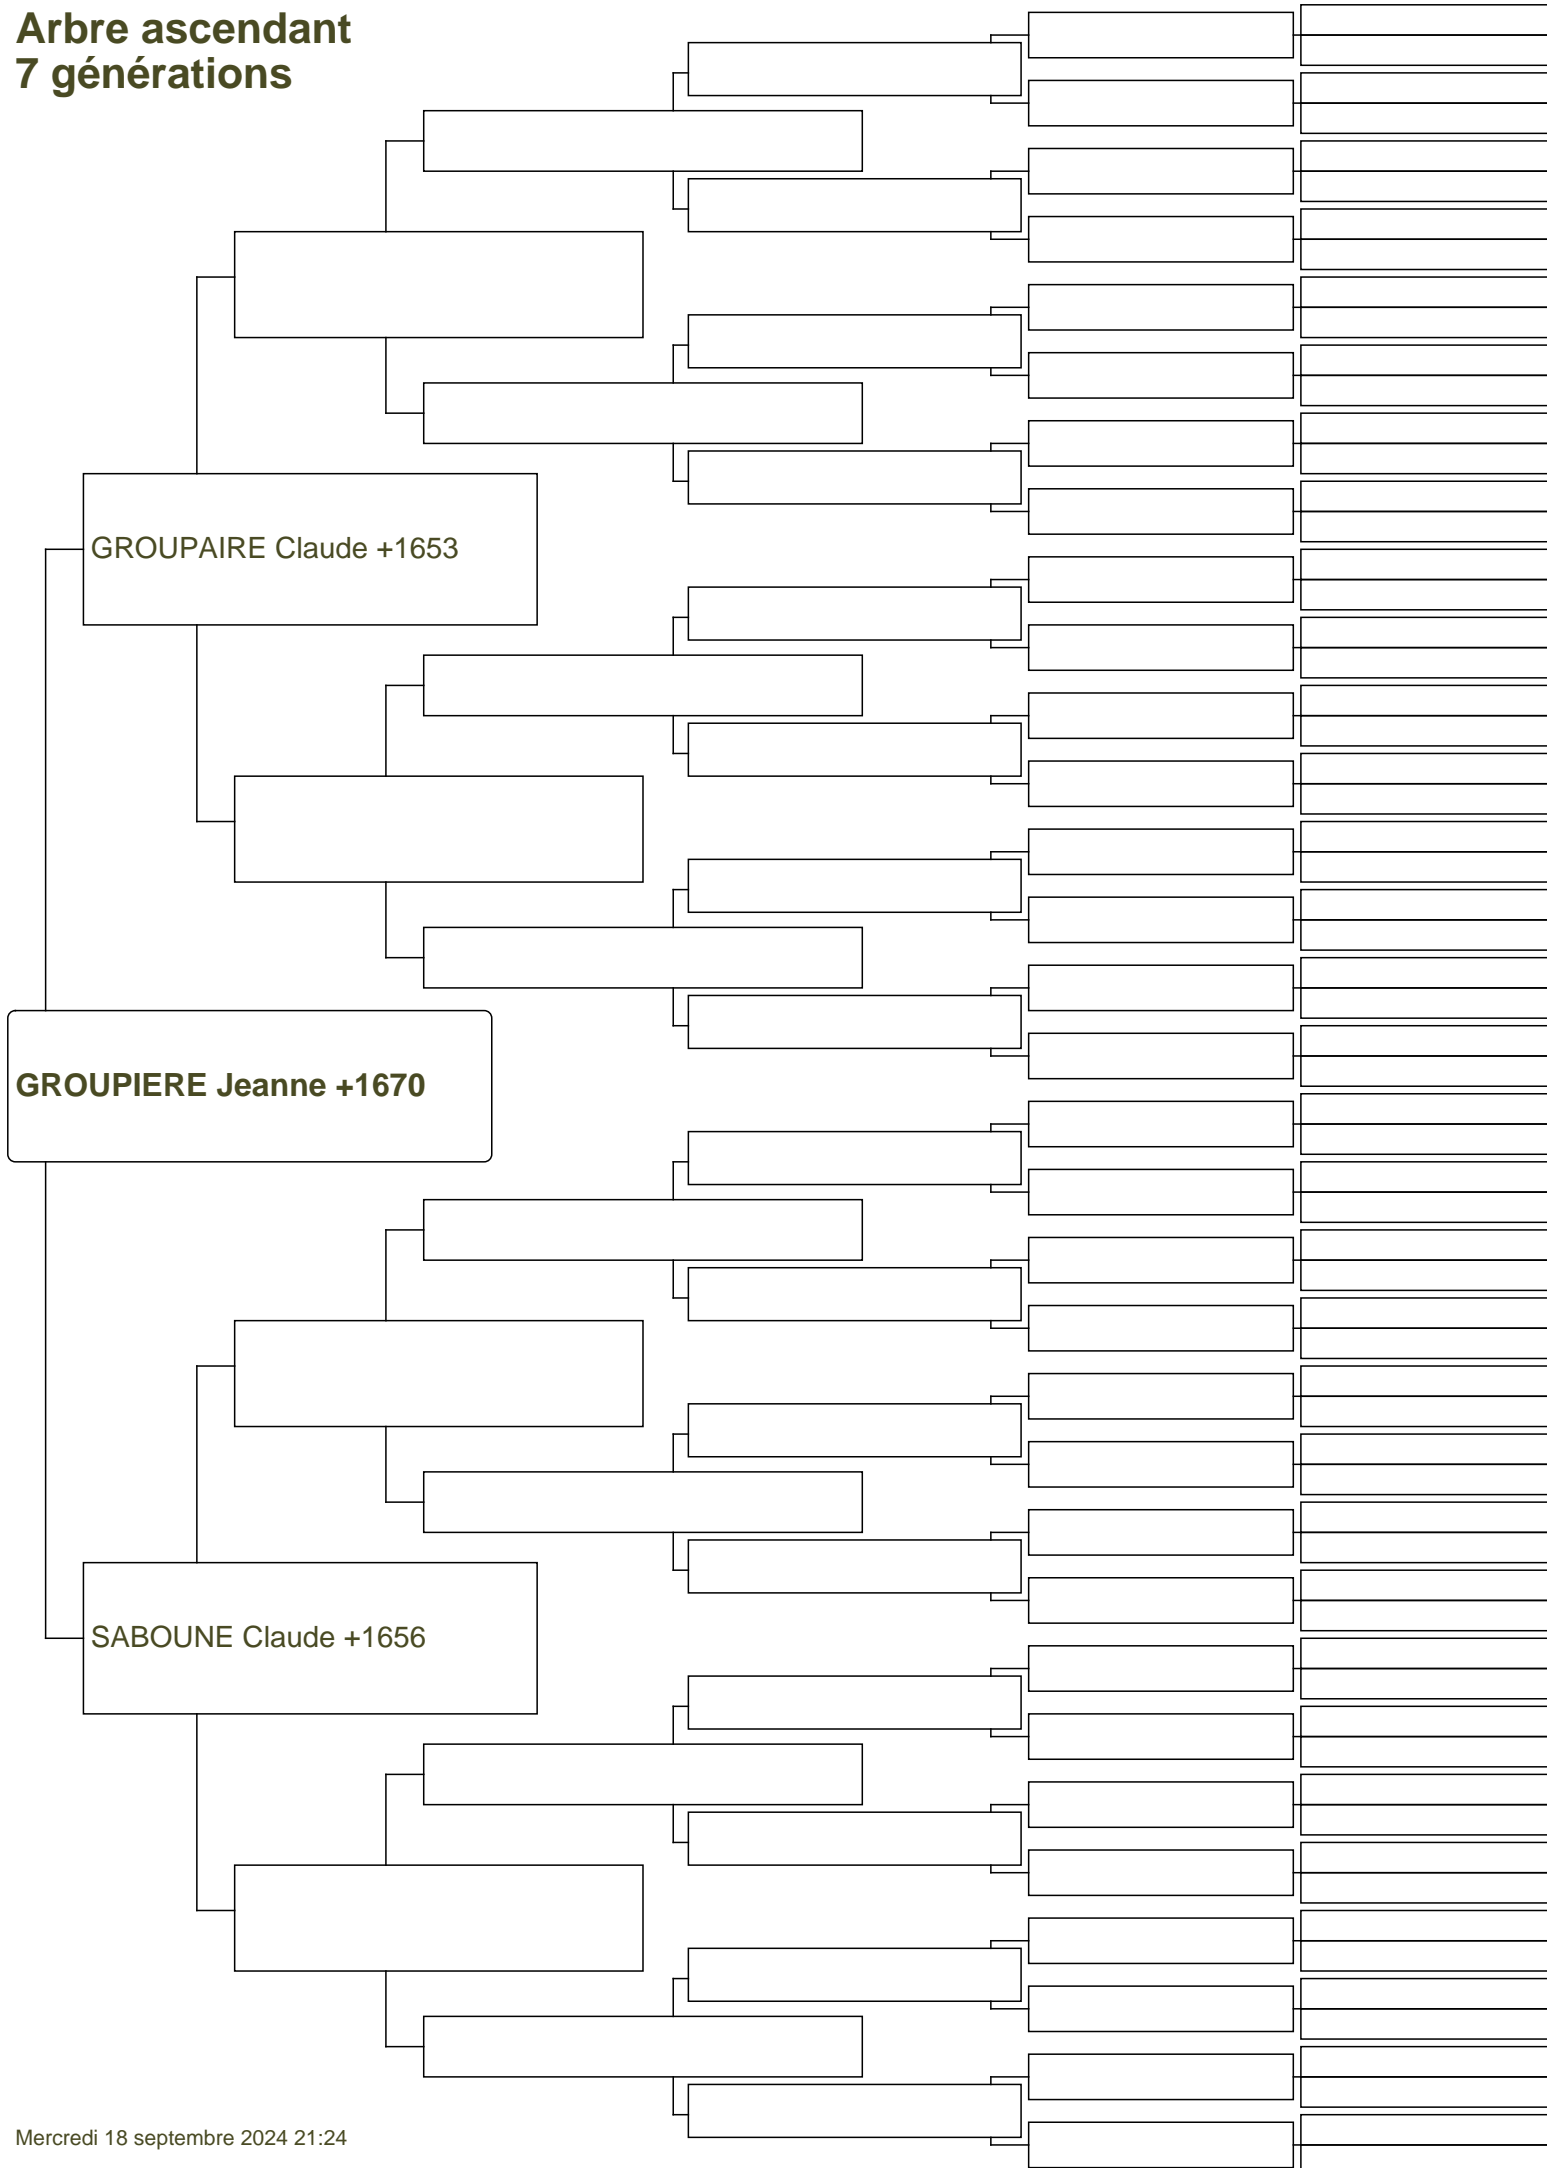 Arbre ascendant
7 générations
GROUPAIRE Claude +1653
GROUPIERE Jeanne +1670
SABOUNE Claude +1656
Mercredi 18 septembre 2024 21:24